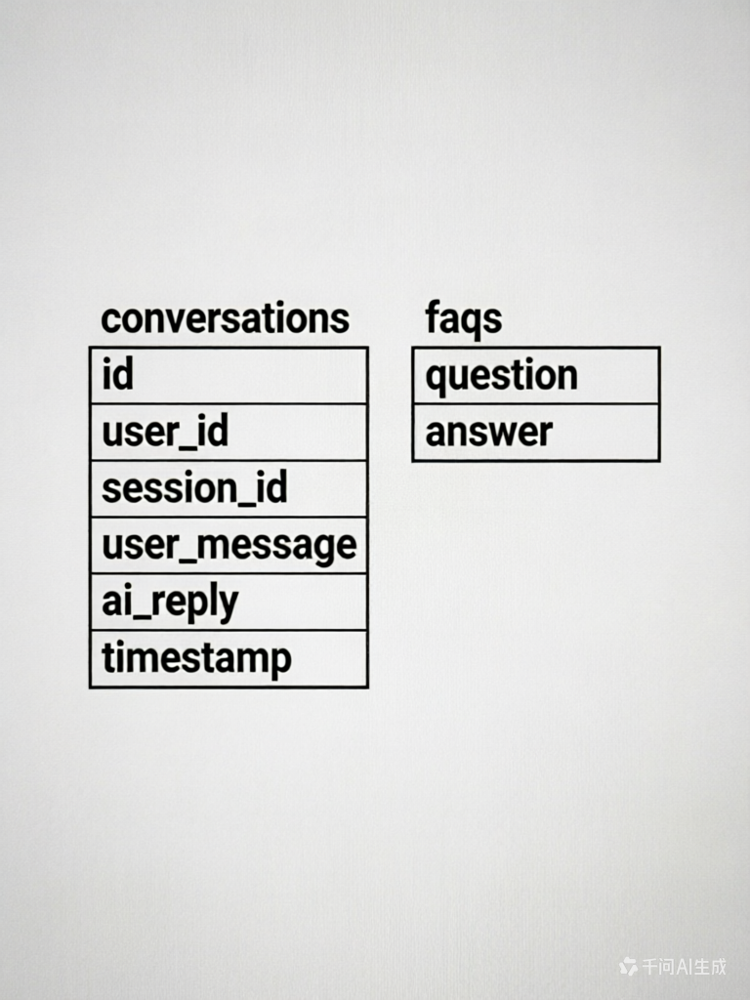 conversations
id
user_id
session_id
user_message
ai_reply
timestamp
faqs
question
answer
千问AI生成